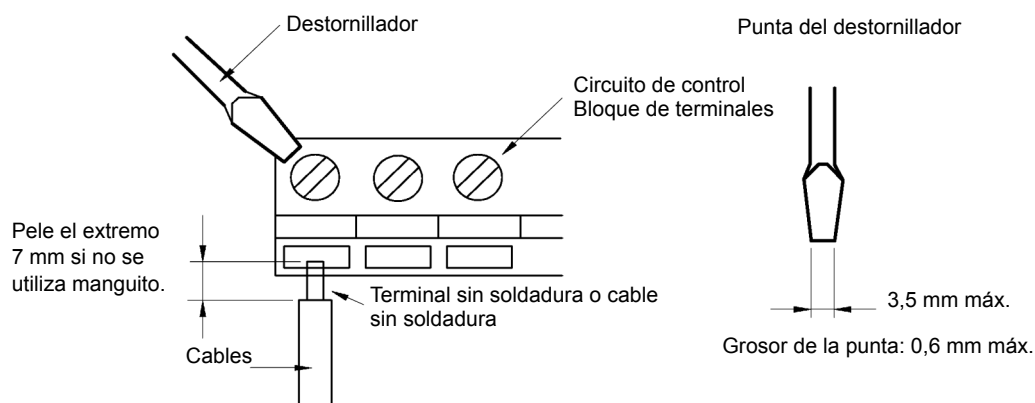 Destornillador
Punta del destornillador
Circuito de control
Bloque de terminales
Pele el extremo
7 mm si no se
utiliza manguito.
Terminal sin soldadura o cable
sin soldadura
3,5 mm máx.
Cables
Grosor de la punta: 0,6 mm máx.